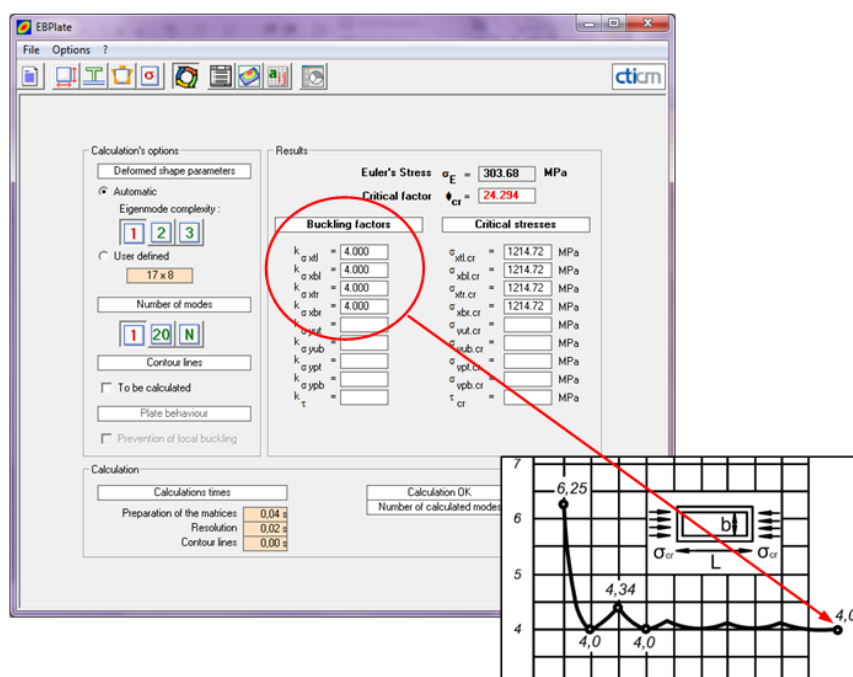 EBPlate
File Options ?
cticm
Calculation's options
Deformed shape parameters
Automatic
Eigenmode complexity :
1 2 3
User defined
17 x 8
Number of modes
1 20 N
Contour lines
To be calculated
Plate behaviour
Prevention of local buckling
Results
Euler's Stress σE = 303.68 MPa
Critical factor ϕcr = 24.294
Buckling factors
Critical stresses
kσxtl = 4.000
kσxbl = 4.000
kσxtr = 4.000
kσxbr = 4.000
kσyut =
kσyub =
kσypt =
kσypb =
kτ =
σxtl.cr = 1214.72 MPa
σxbl.cr = 1214.72 MPa
σxtr.cr = 1214.72 MPa
σxbr.cr = 1214.72 MPa
σyut.cr = MPa
σyub.cr = MPa
σypt.cr = MPa
σypb.cr = MPa
τcr = MPa
Calculation
Calculations times
Preparation of the matrices 0,04 s
Resolution 0,02 s
Contour lines 0,00 s
Calculation OK
Number of calculated modes
7
6,25
6
b
σcr L σcr
5
4,34
4
4,0
4,0
4,0